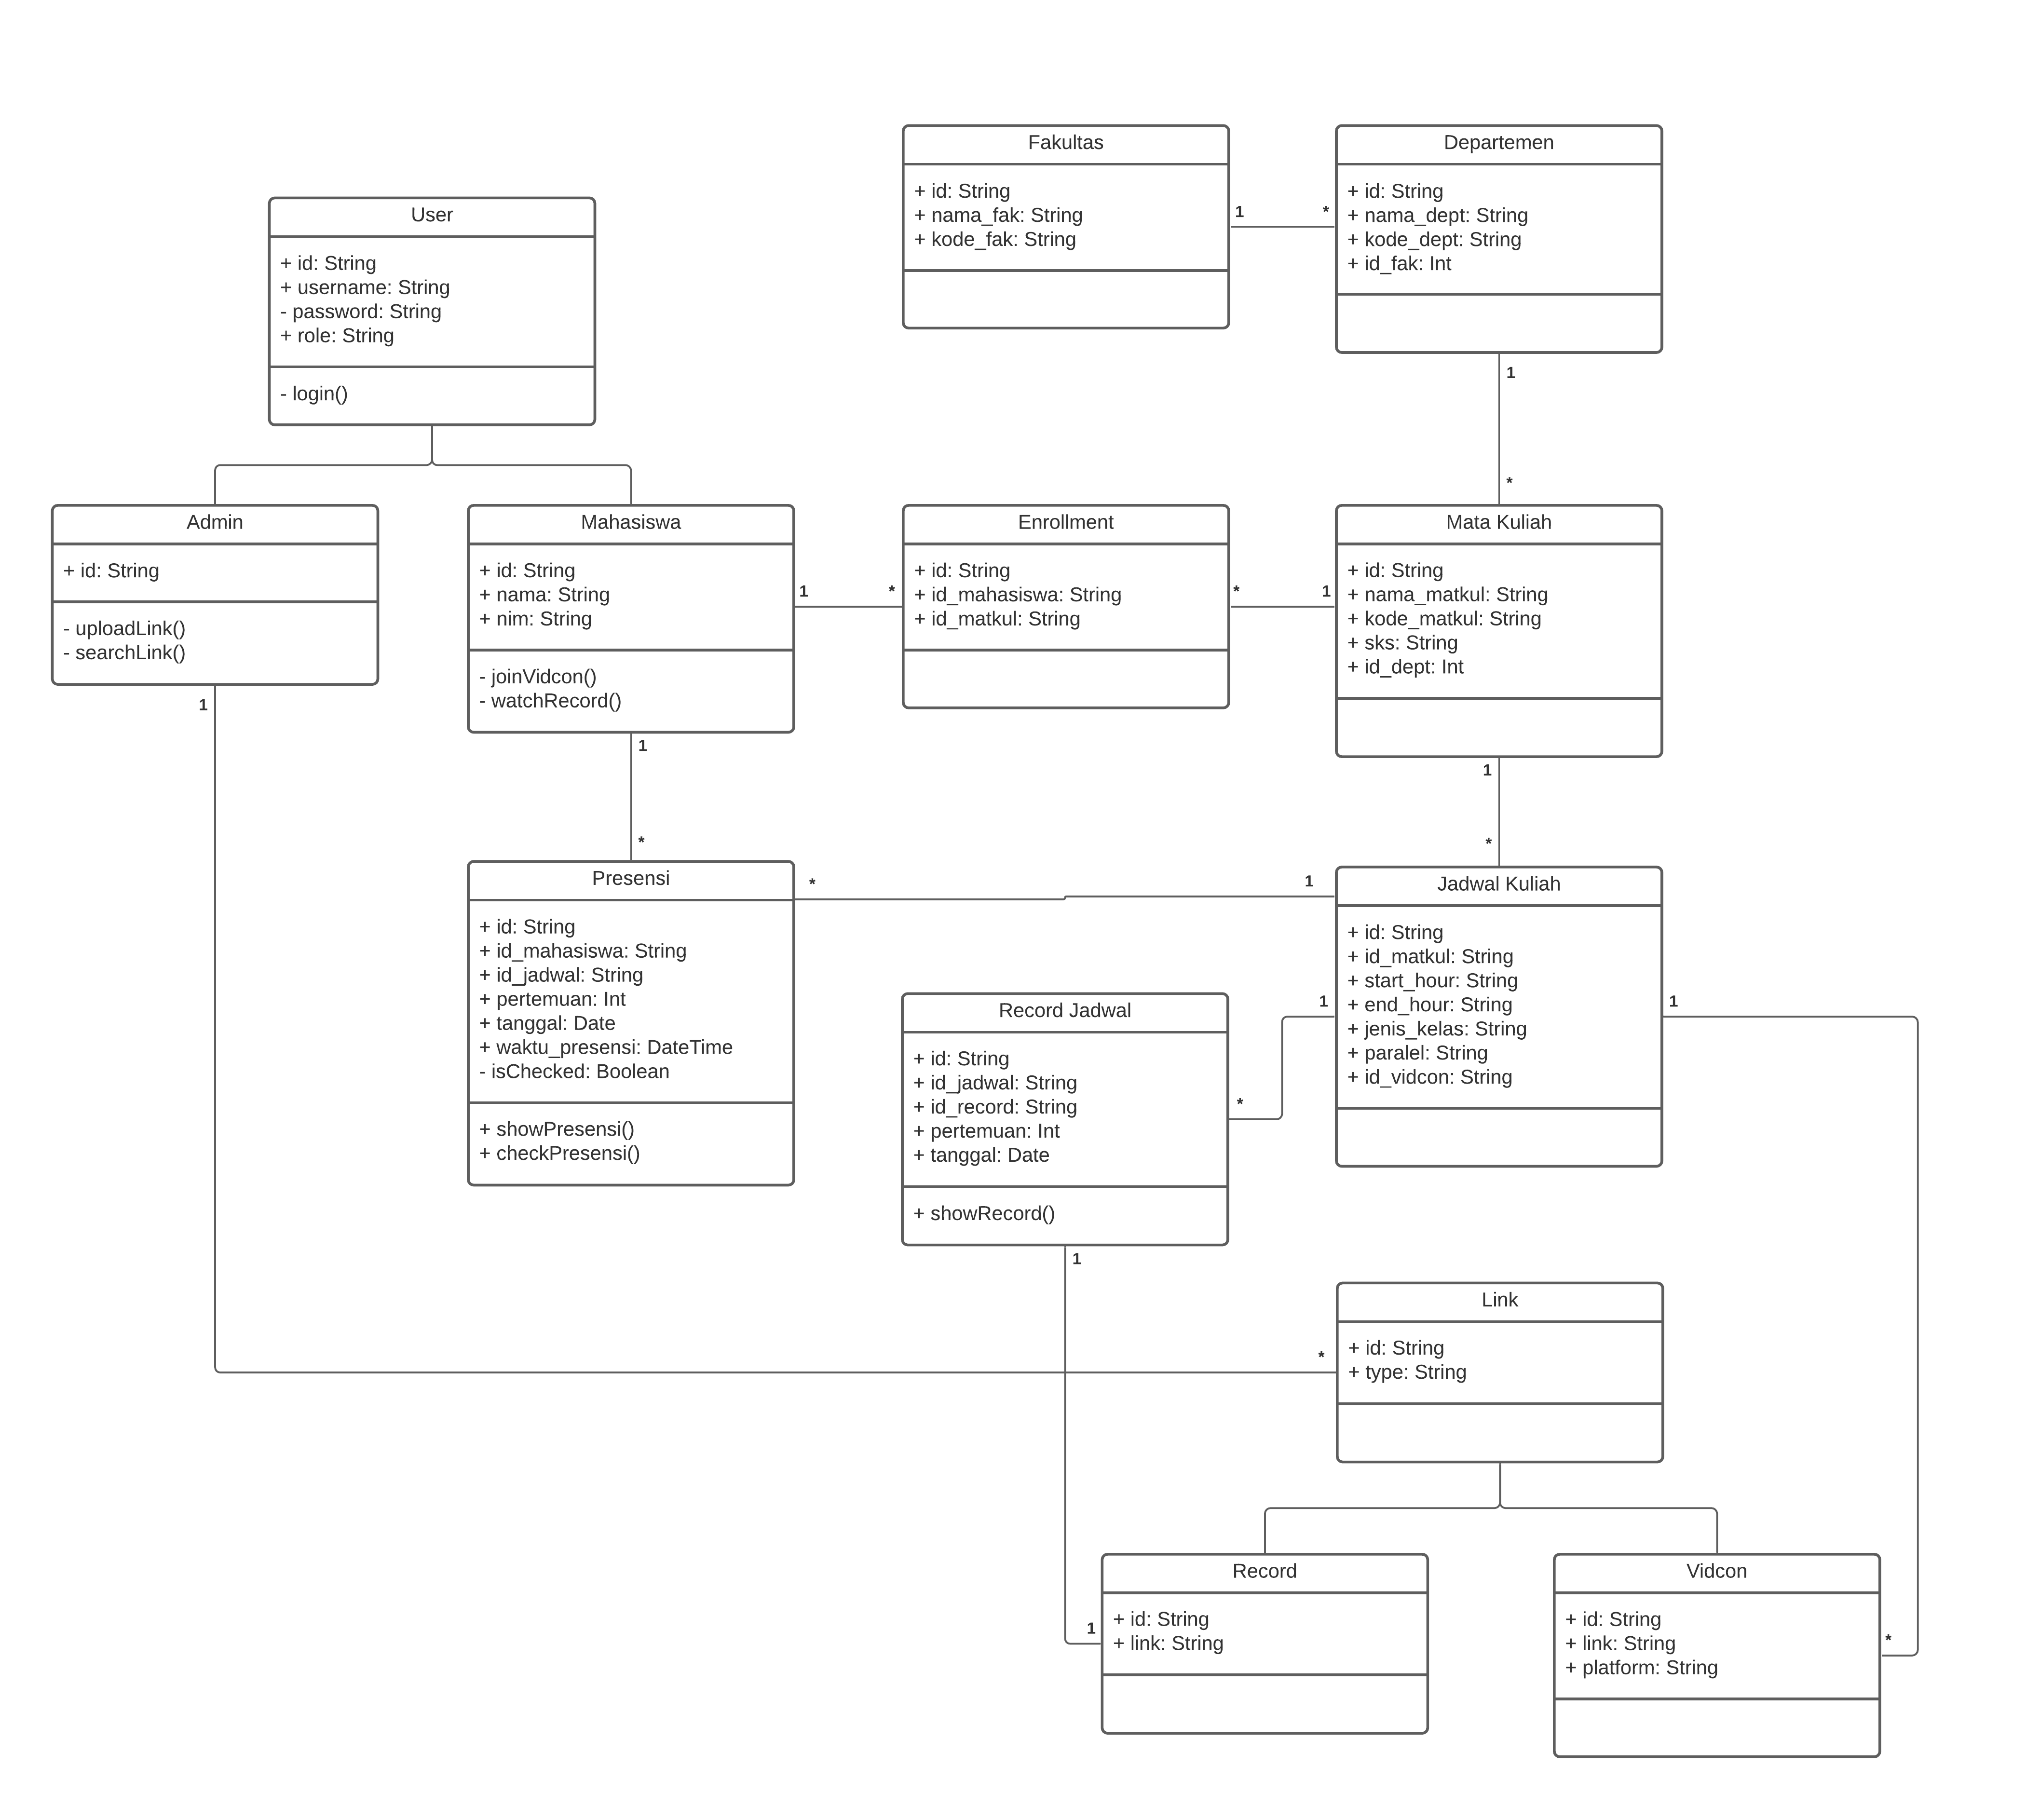 Fakultas
+ id: String
+ nama_fak: String
+ kode_fak: String
1
*
Departemen
+ id: String
+ nama_dept: String
+ kode_dept: String
+ id_fak: Int
1
*
User
+ id: String
+ username: String
- password: String
+ role: String
- login()
Admin
+ id: String
- uploadLink()
- searchLink()
1
Mahasiswa
+ id: String
+ nama: String
+ nim: String
- joinVidcon()
- watchRecord()
1
*
1
*
Enrollment
+ id: String
+ id_mahasiswa: String
+ id_matkul: String
*
1
Mata Kuliah
+ id: String
+ nama_matkul: String
+ kode_matkul: String
+ sks: String
+ id_dept: Int
1
*
Presensi
+ id: String
+ id_mahasiswa: String
+ id_jadwal: String
+ pertemuan: Int
+ tanggal: Date
+ waktu_presensi: DateTime
- isChecked: Boolean
+ showPresensi()
+ checkPresensi()
*
1
Record Jadwal
+ id: String
+ id_jadwal: String
+ id_record: String
+ pertemuan: Int
+ tanggal: Date
+ showRecord()
*
1
1
Jadwal Kuliah
+ id: String
+ id_matkul: String
+ start_hour: String
+ end_hour: String
+ jenis_kelas: String
+ paralel: String
+ id_vidcon: String
1
*
Link
+ id: String
+ type: String
1
Record
+ id: String
+ link: String
Vidcon
+ id: String
+ link: String
+ platform: String
*